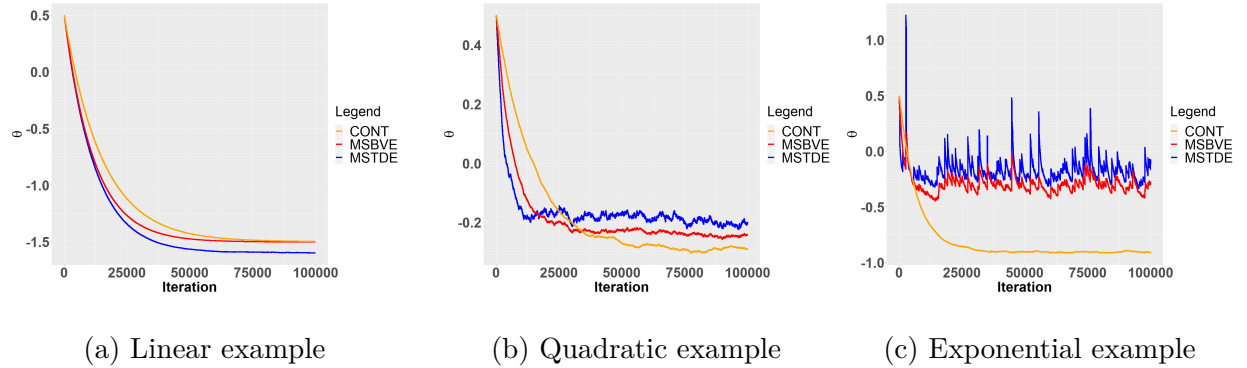 0.5
0.0
-0.5
-1.0
-1.5
θ
0 25000 50000 75000 100000
Iteration
Legend
CONT
MSBVE
MSTDE
(a) Linear example
0.4
0.2
0.0
-0.2
θ
0 25000 50000 75000 100000
Iteration
Legend
CONT
MSBVE
MSTDE
(b) Quadratic example
1.0
0.5
0.0
-0.5
-1.0
θ
0 25000 50000 75000 100000
Iteration
Legend
CONT
MSBVE
MSTDE
(c) Exponential example